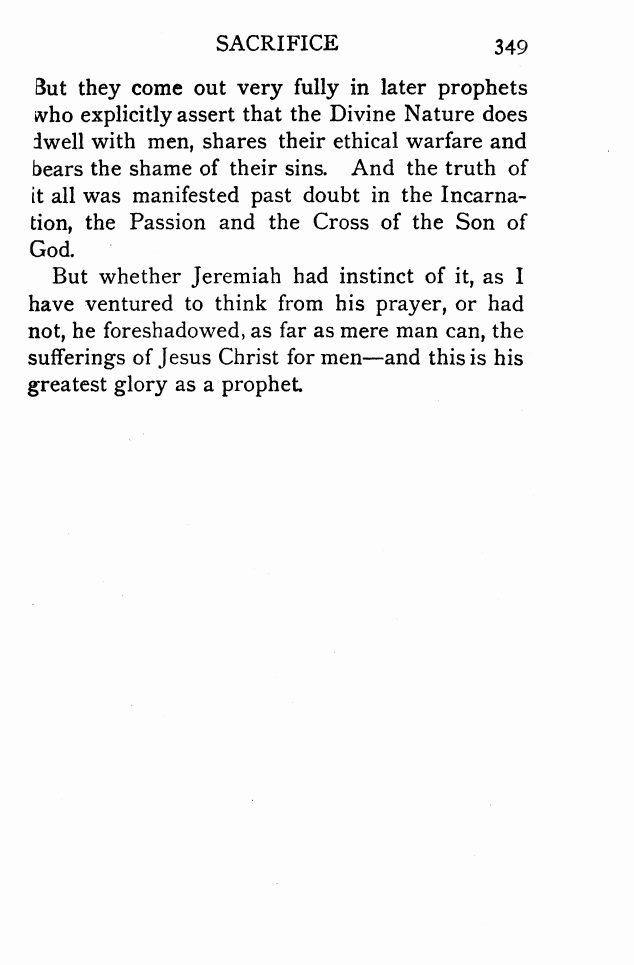 SACRIFICE 349
But they come out very fully in later prophets
who explicitly assert that the Divine Nature does
dwell with men, shares their ethical warfare and
bears the shame of their sins. And the truth of
it all was manifested past doubt in the Incarna-
tion, the Passion and the Cross of the Son of
God.
But whether Jeremiah had instinct of it, as I
have ventured to think from his prayer, or had
not, he foreshadowed, as far as mere man can, the
sufferings of Jesus Christ for men—and this is his
greatest glory as a prophet.